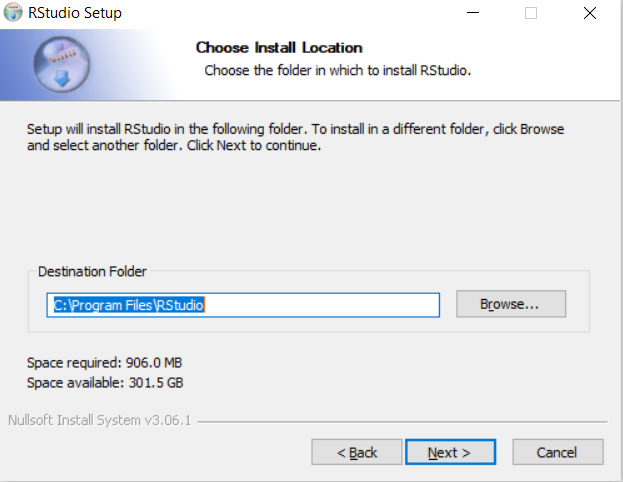 RStudio Setup
Choose Install Location
Choose the folder in which to install RStudio.
Setup will install RStudio in the following folder. To install in a different folder, click Browse
and select another folder. Click Next to continue.
Destination Folder
C:\Program Files\RStudio
Browse...
Space required: 906.0 MB
Space available: 301.5 GB
Nullsoft Install System v3.06.1
< Back
Next >
Cancel